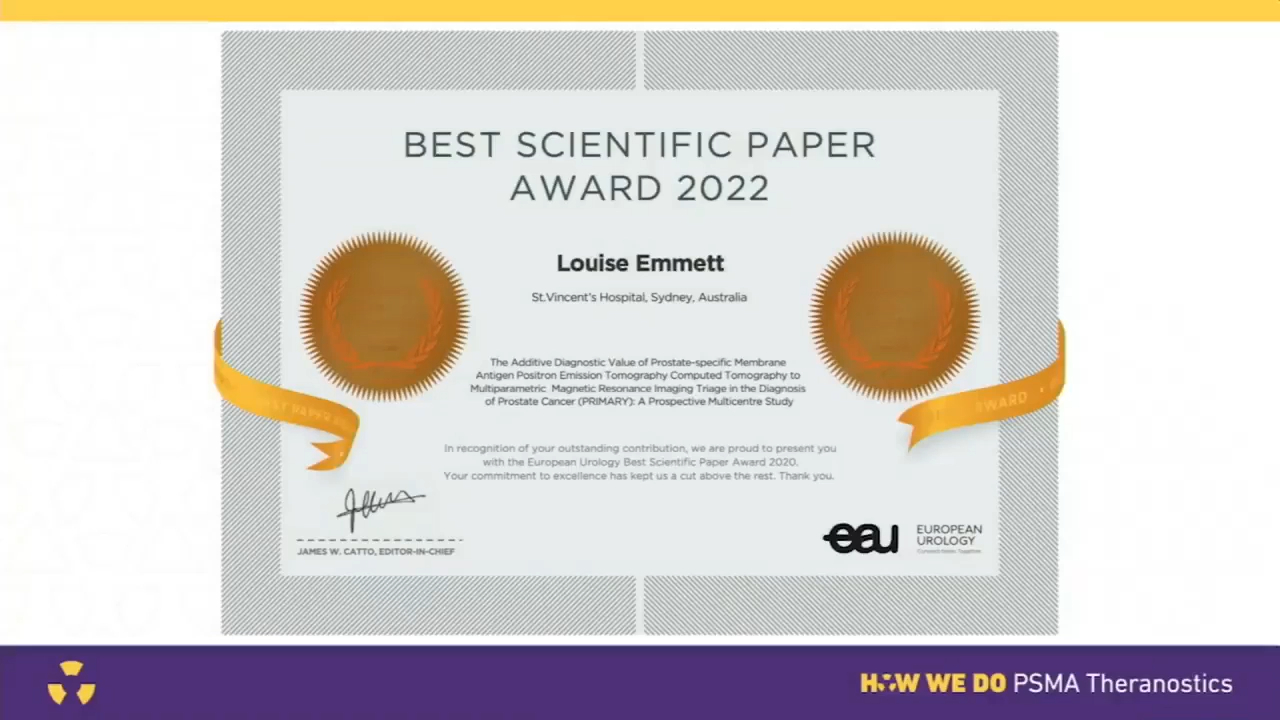 BEST SCIENTIFIC PAPER
AWARD 2022
Louise Emmett
St.Vincent's Hospital, Sydney, Australia
The Additive Diagnostic Value of Prostate-specific Membrane
Antigen Positron Emission Tomography Computed Tomography to
Multiparametric Magnetic Resonance Imaging Triage in the Diagnosis
of Prostate Cancer (PRIMARY): A Prospective Multicentre Study
In recognition of your outstanding contribution, we are proud to present you
with the European Urology Best Scientific Paper Award 2020.
Your commitment to excellence has kept us a cut above the rest. Thank you.
PAPER
AWARD
JAMES W. CATTO, EDITOR-IN-CHIEF
eau
EUROPEAN
UROLOGY
HOW WE DO PSMA Theranostics